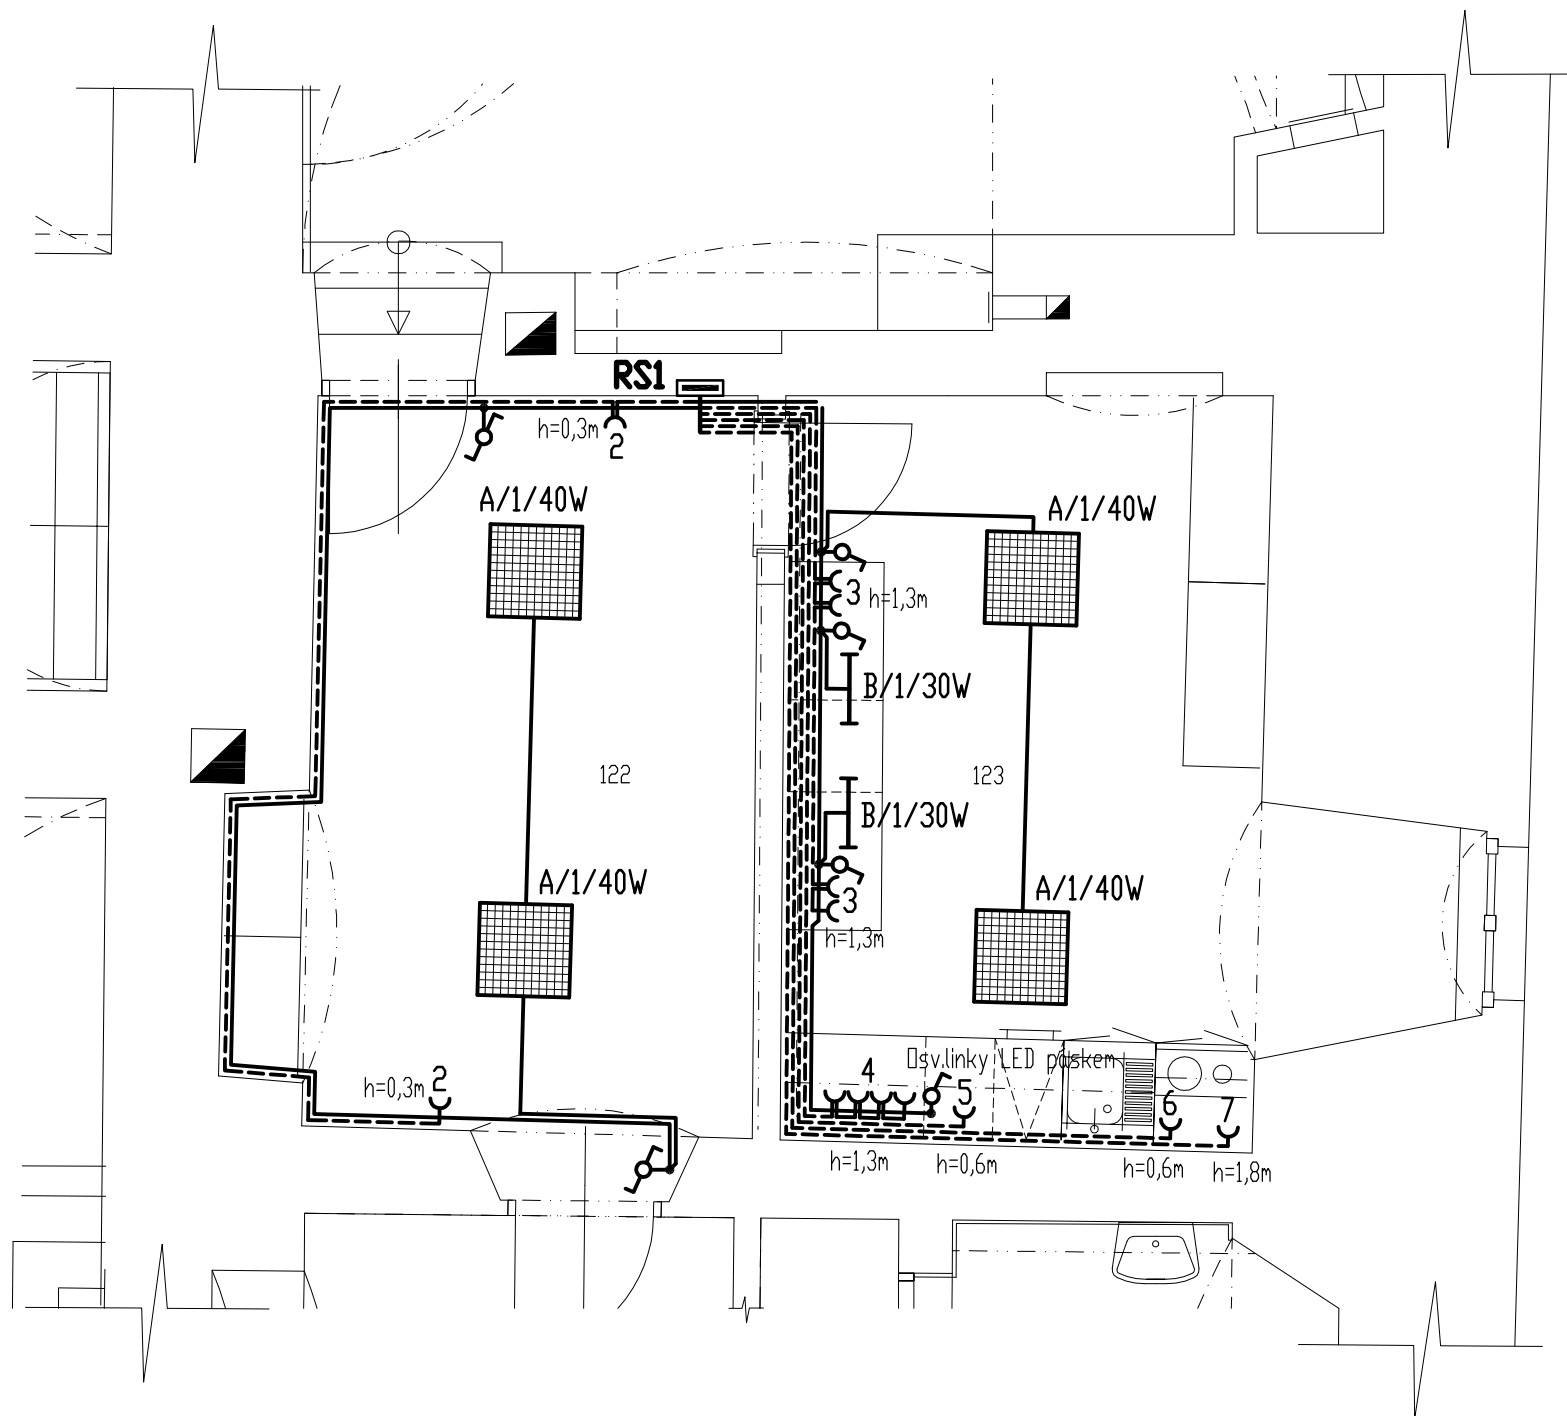 RS1
h=0,3m
2
A/1/40W
A/1/40W
3
h=1,3m
B/1/30W
122
123
B/1/30W
A/1/40W
A/1/40W
3
h=1,3m
Osv.linky LED páskem
h=0,3m
2
4
5
6
7
h=1,3m
h=0,6m
h=0,6m
h=1,8m